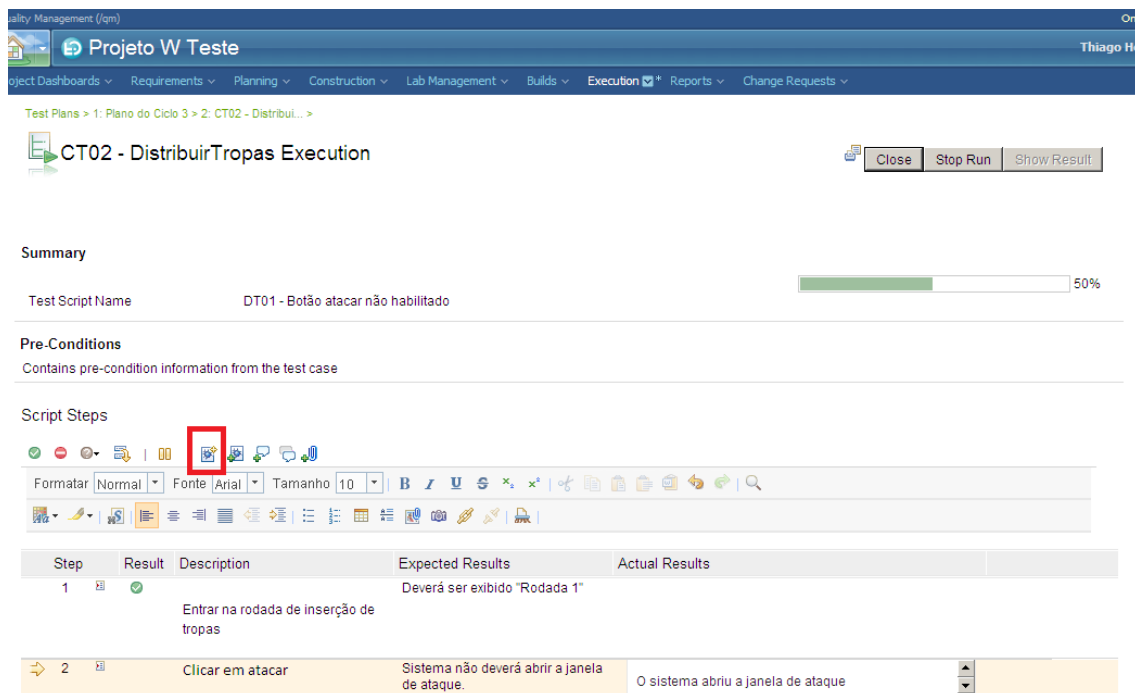 uality Management (/qm)
Projeto W Teste
Thiago
oject Dashboards Requirements Planning Construction Lab Management Builds Execution * Reports Change Requests
Test Plans > 1: Plano do Ciclo 3 > 2: CT02 - Distribui... >
CT02 - DistribuirTropas Execution
Close Stop Run Show Result
Summary
50%
Test Script Name DT01 - Botão atacar não habilitado
Pre-Conditions
Contains pre-condition information from the test case
Script Steps
Formatar Normal Fonte Arial Tamanho 10 B I U S
Step Result Description Expected Results Actual Results
1 Deverá ser exibido "Rodada 1"
Entrar na rodada de inserção de
tropas
2 Clicar em atacar Sistema não deverá abrir a janela
de ataque. O sistema abriu a janela de ataque